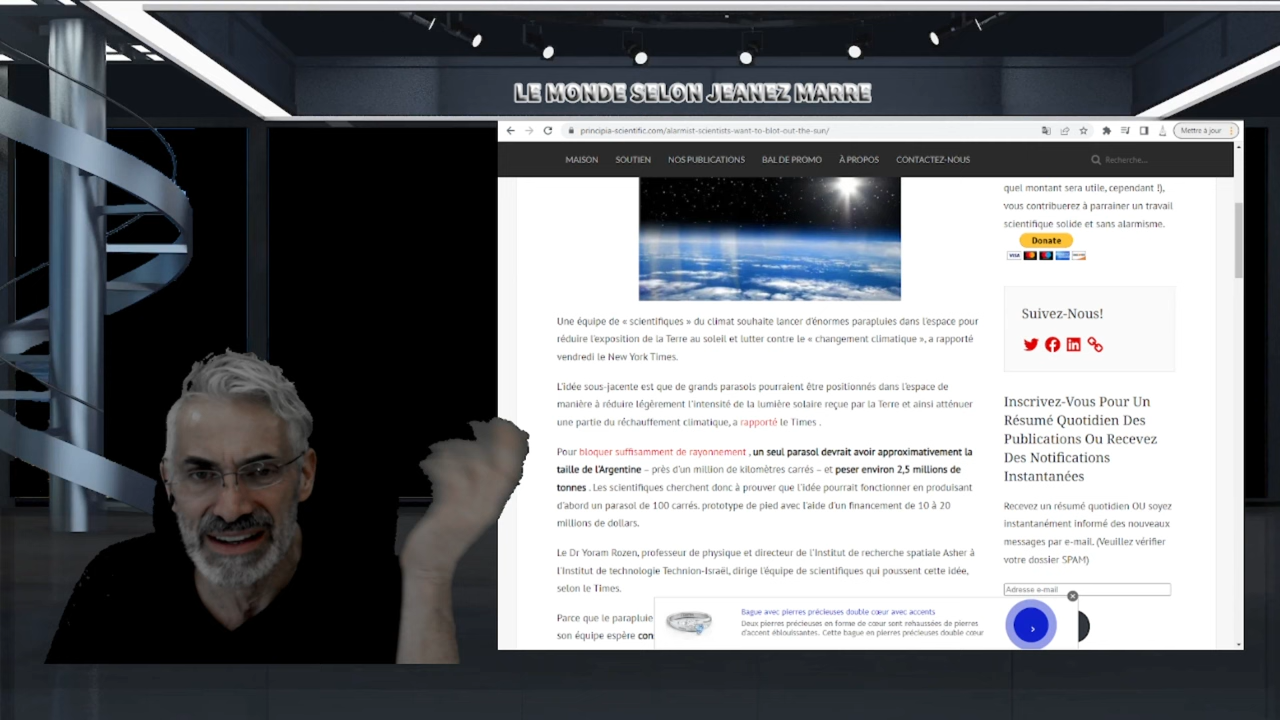 LE MONDE SELON JEANEZ MARRE
principia-scientific.com/alarmist-scientists-want-to-blot-out-the-sun/
Mettre à jour
MAISON SOUTIEN NOS PUBLICATIONS BAL DE PROMO À PROPOS CONTACTEZ-NOUS
Recherche...
Une équipe de « scientifiques » du climat souhaite lancer d'énormes parapluies dans l'espace pour
réduire l'exposition de la Terre au soleil et lutter contre le « changement climatique », a rapporté
vendredi le New York Times.
L'idée sous-jacente est que de grands parasols pourraient être positionnés dans l'espace de
manière à réduire légèrement l'intensité de la lumière solaire reçue par la Terre et ainsi atténuer
une partie du réchauffement climatique, a rapporté le Times .
Pour bloquer suffisamment de rayonnement , un seul parasol devrait avoir approximativement la
taille de l'Argentine – près d'un million de kilomètres carrés – et peser environ 2,5 millions de
tonnes . Les scientifiques cherchent donc à prouver que l'idée pourrait fonctionner en produisant
d'abord un parasol de 100 carrés. prototype de pied avec l'aide d'un financement de 10 à 20
millions de dollars.
Le Dr Yoram Rozen, professeur de physique et directeur de l'Institut de recherche spatiale Asher à
l'Institut de technologie Technion-Israël, dirige l'équipe de scientifiques qui poussent cette idée,
selon le Times.
Parce que le parapluie
son équipe espère con
quel montant sera utile, cependant !),
vous contribuerez à parrainer un travail
scientifique solide et sans alarmisme.
Donate
VISA
Suivez-Nous!
Inscrivez-Vous Pour Un
Résumé Quotidien Des
Publications Ou Recevez
Des Notifications
Instantanées
Recevez un résumé quotidien OU soyez
instantanément informé des nouveaux
messages par e-mail. (Veuillez vérifier
votre dossier SPAM)
Adresse e-mail
Bague avec pierres précieuses double cœur avec accents
Deux pierres précieuses en forme de cœur sont rehaussées de pierres
d'accent éblouissantes. Cette bague en pierres précieuses double cœur